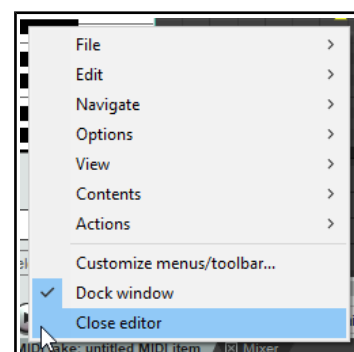 File
Edit
Navigate
Options
View
Contents
Actions
Customize menus/toolbar...
Dock window
Close editor
take: untitled MIDI item Mixer